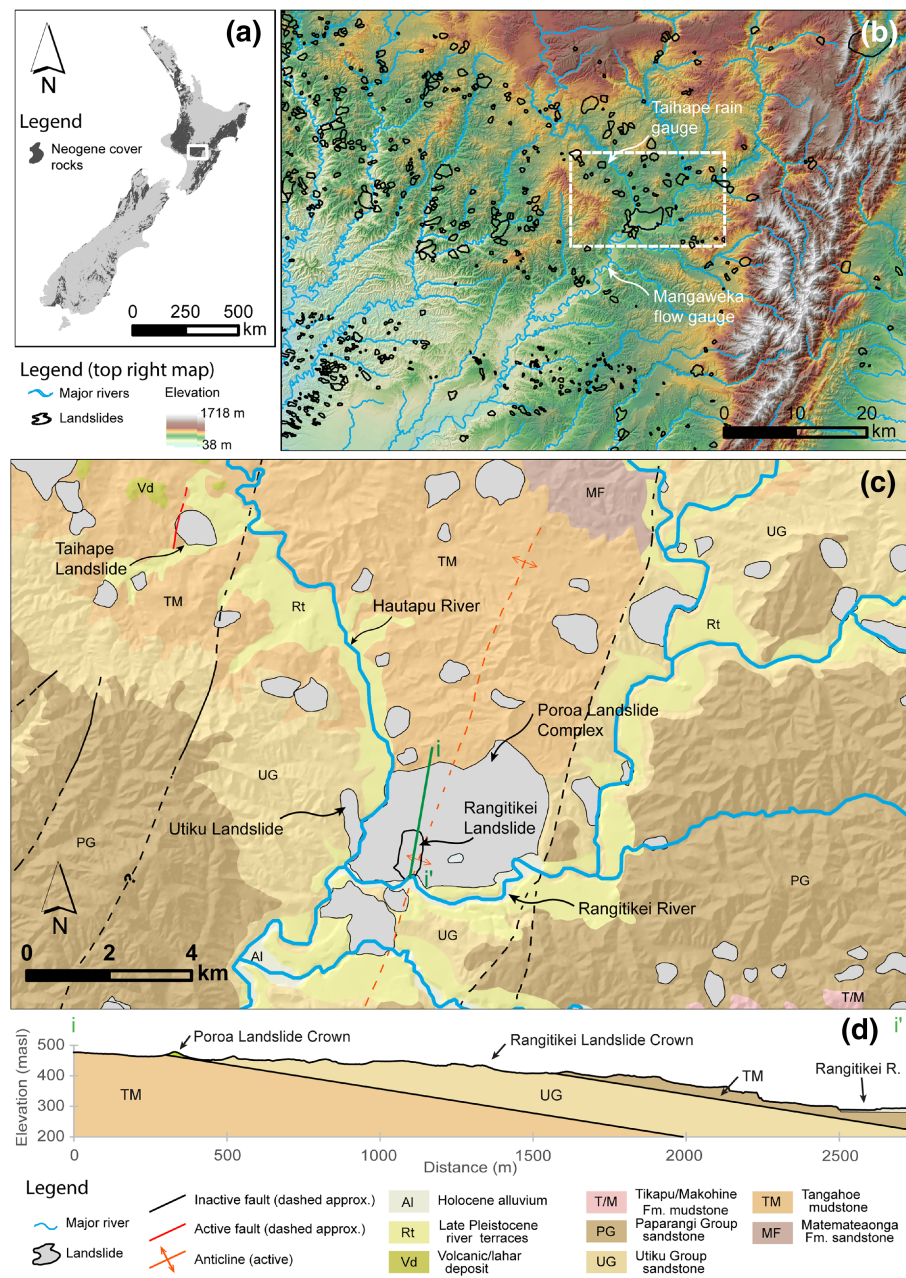 (a)
N
Legend
Neogene cover
rocks
0 250 500
km
Legend (top right map)
Major rivers
Landslides
Elevation
1718 m
38 m
(b)
Taihape rain
gauge
Mangaweka
flow gauge
0 10 20
km
(c)
Vd
MF
UG
Taihape
Landslide
TM
TM
Rt
Hautapu River
Rt
Poroa Landslide
Complex
i
UG
Utiku Landslide
Rangitikei
Landslide
PG
?
i'
PG
N
Rangitikei River
UG
0 2 4
km
Al
T/M
i
(d)
i'
Elevation (masl)
500
400
300
200
Poroa Landslide Crown
Rangitikei Landslide Crown
Rangitikei R.
TM
UG
TM
0 500 1000 1500 2000 2500
Distance (m)
Legend
Major river
Landslide
Inactive fault (dashed approx.)
Active fault (dashed approx.)
Anticline (active)
Al Holocene alluvium
Rt Late Pleistocene
river terraces
Vd Volcanic/lahar
deposit
T/M Tikapu/Makohine
Fm. mudstone
PG Paparangi Group
sandstone
UG Utiku Group
sandstone
TM Tangahoe
mudstone
MF Matemateaonga
Fm. sandstone